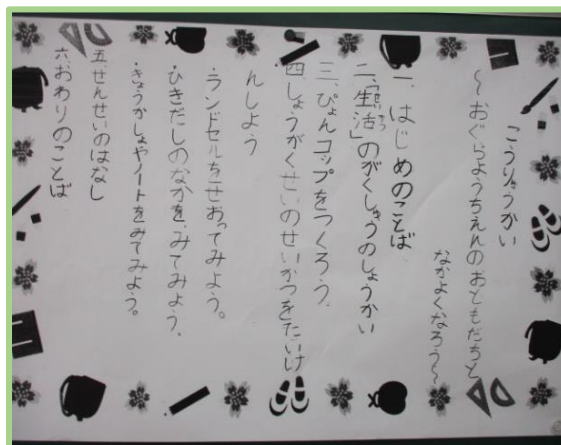 こうりゅうかい
～おぐらようちえんのおともだちと
なかよくなろう～
一、はじめのことば
二、「生活」のがくしゅうのしょうかい
せいかつ
三、ぴょんコップをつくろう。
四、しょうがくせいのせいかつをたいけ
んしよう
・ランドセルをせおってみよう。
・ひきだしのなかを、みてみよう。
・きょうかしょやノートをみてみよう。
五、せんせいのはなし
六、おわりのことば